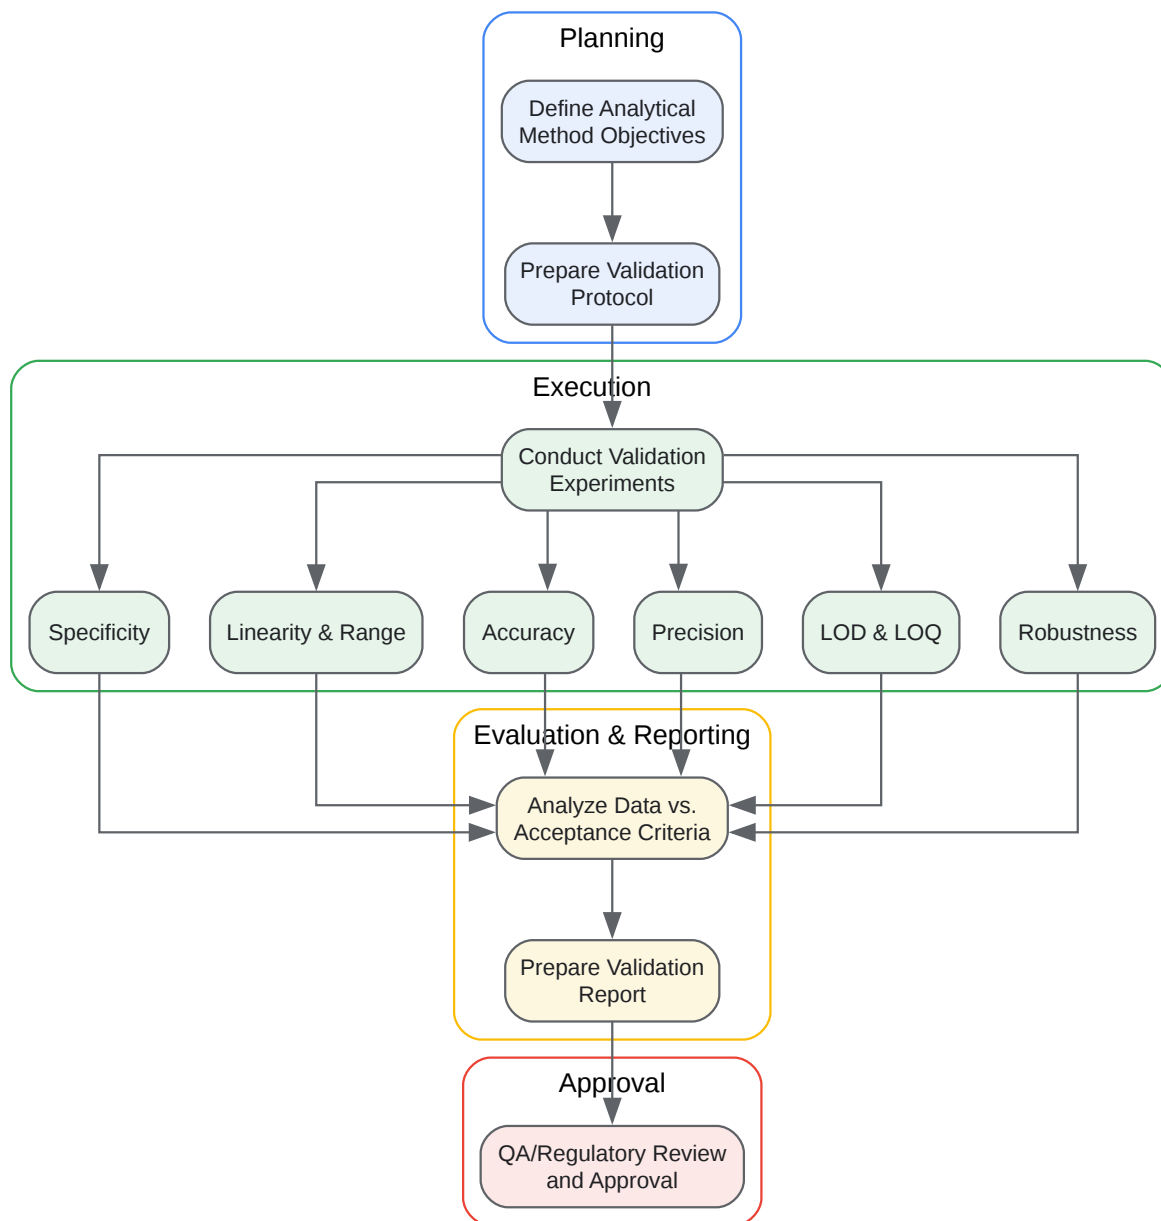 Planning
Define Analytical
Method Objectives
Prepare Validation
Protocol
Execution
Conduct Validation
Experiments
Specificity
Linearity & Range
Accuracy
Precision
LOD & LOQ
Robustness
Evaluation & Reporting
Analyze Data vs.
Acceptance Criteria
Prepare Validation
Report
Approval
QA/Regulatory Review
and Approval